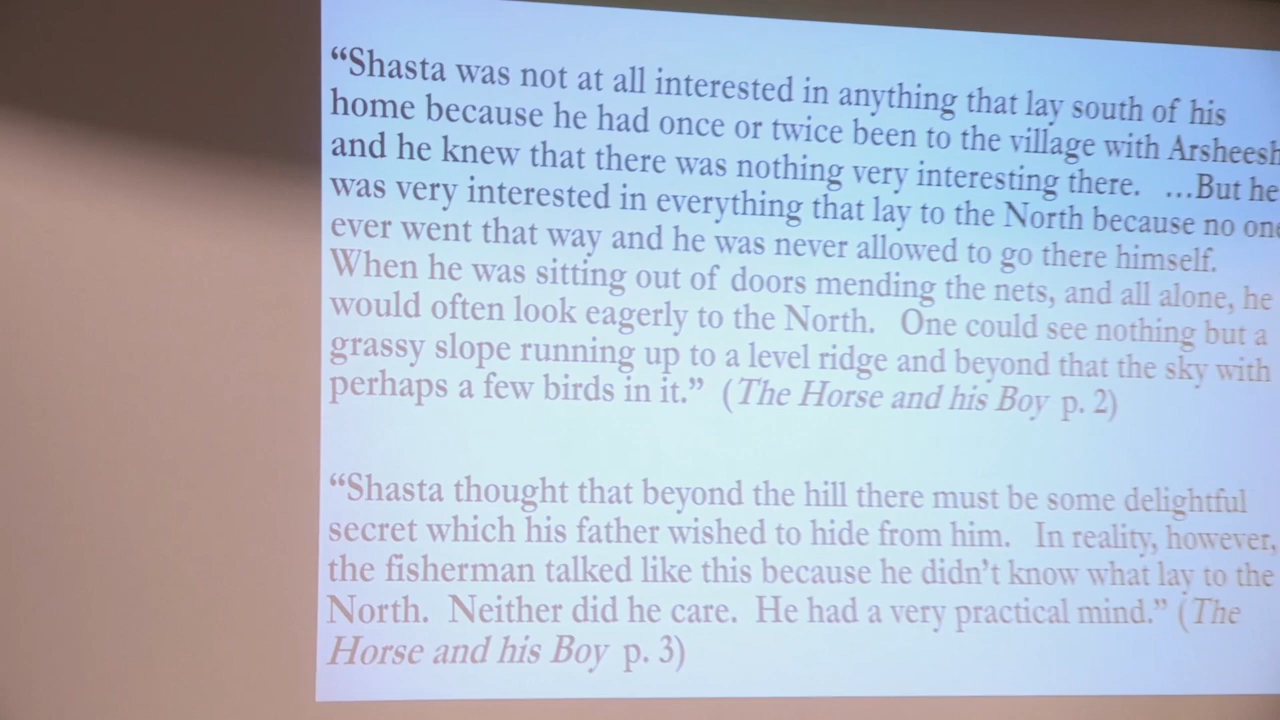 “Shasta was not at all interested in anything that lay south of his
home because he had once or twice been to the village with Arsheesh
and he knew that there was nothing very interesting there. ...But he
was very interested in everything that lay to the North because no one
ever went that way and he was never allowed to go there himself.
When he was sitting out of doors mending the nets, and all alone, he
would often look eagerly to the North. One could see nothing but a
grassy slope running up to a level ridge and beyond that the sky with
perhaps a few birds in it.” (The Horse and his Boy p. 2)
“Shasta thought that beyond the hill there must be some delightful
secret which his father wished to hide from him. In reality, however,
the fisherman talked like this because he didn’t know what lay to the
North. Neither did he care. He had a very practical mind.” (The
Horse and his Boy p. 3)